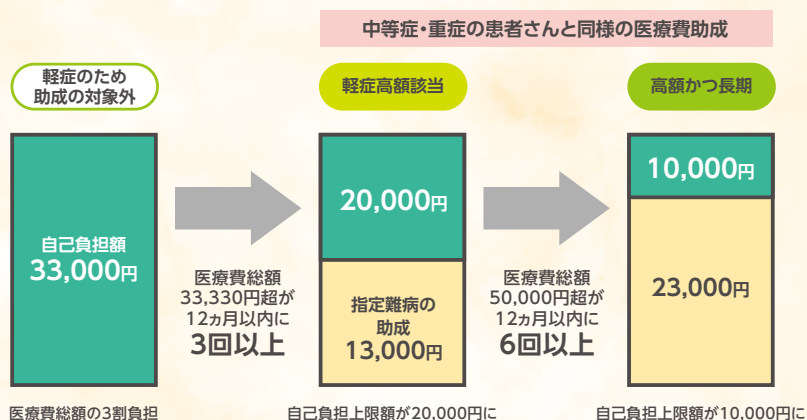 中等症・重症の患者さんと同様の医療費助成
軽症のため
助成の対象外
軽症高額該当
高額かつ長期
自己負担額
33,000円
医療費総額
33,330円超が
12ヵ月以内に
3回以上
20,000円
指定難病の
助成
13,000円
医療費総額
50,000円超が
12ヵ月以内に
6回以上
10,000円
23,000円
医療費総額の3割負担
自己負担上限額が20,000円に
自己負担上限額が10,000円に